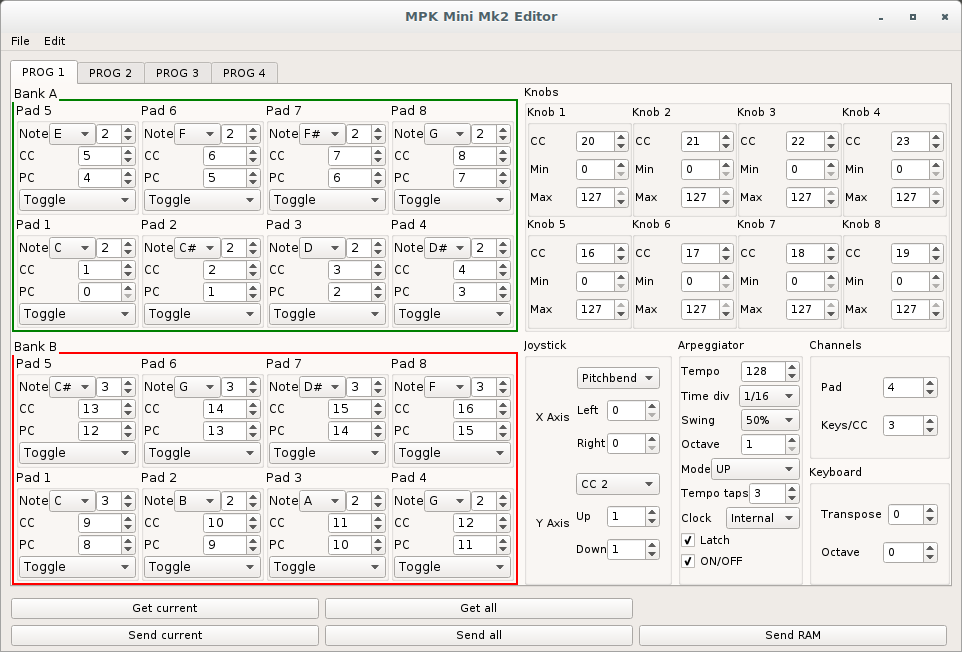 MPK Mini Mk2 Editor
File Edit
PROG 1 PROG 2 PROG 3 PROG 4
Bank A
Pad 5 Pad 6 Pad 7 Pad 8
Note E 2 Note F 2 Note F# 2 Note G 2
CC 5 CC 6 CC 7 CC 8
PC 4 PC 5 PC 6 PC 7
Toggle Toggle Toggle Toggle
Pad 1 Pad 2 Pad 3 Pad 4
Note C 2 Note C# 2 Note D 2 Note D# 2
CC 1 CC 2 CC 3 CC 4
PC 0 PC 1 PC 2 PC 3
Toggle Toggle Toggle Toggle
Bank B
Pad 5 Pad 6 Pad 7 Pad 8
Note C# 3 Note G 3 Note D# 3 Note F 3
CC 13 CC 14 CC 15 CC 16
PC 12 PC 13 PC 14 PC 15
Toggle Toggle Toggle Toggle
Pad 1 Pad 2 Pad 3 Pad 4
Note C 3 Note B 2 Note A 2 Note G 2
CC 9 CC 10 CC 11 CC 12
PC 8 PC 9 PC 10 PC 11
Toggle Toggle Toggle Toggle
Knobs
Knob 1 Knob 2 Knob 3 Knob 4
CC 20 CC 21 CC 22 CC 23
Min 0 Min 0 Min 0 Min 0
Max 127 Max 127 Max 127 Max 127
Knob 5 Knob 6 Knob 7 Knob 8
CC 16 CC 17 CC 18 CC 19
Min 0 Min 0 Min 0 Min 0
Max 127 Max 127 Max 127 Max 127
Joystick
Pitchbend
X Axis Left 0
Right 0
CC 2
Y Axis Up 1
Down 1
Arpeggiator
Tempo 128
Time div 1/16
Swing 50%
Octave 1
Mode UP
Tempo taps 3
Clock Internal
Latch
ON/OFF
Channels
Pad 4
Keys/CC 3
Keyboard
Transpose 0
Octave 0
Get current Get all
Send current Send all Send RAM